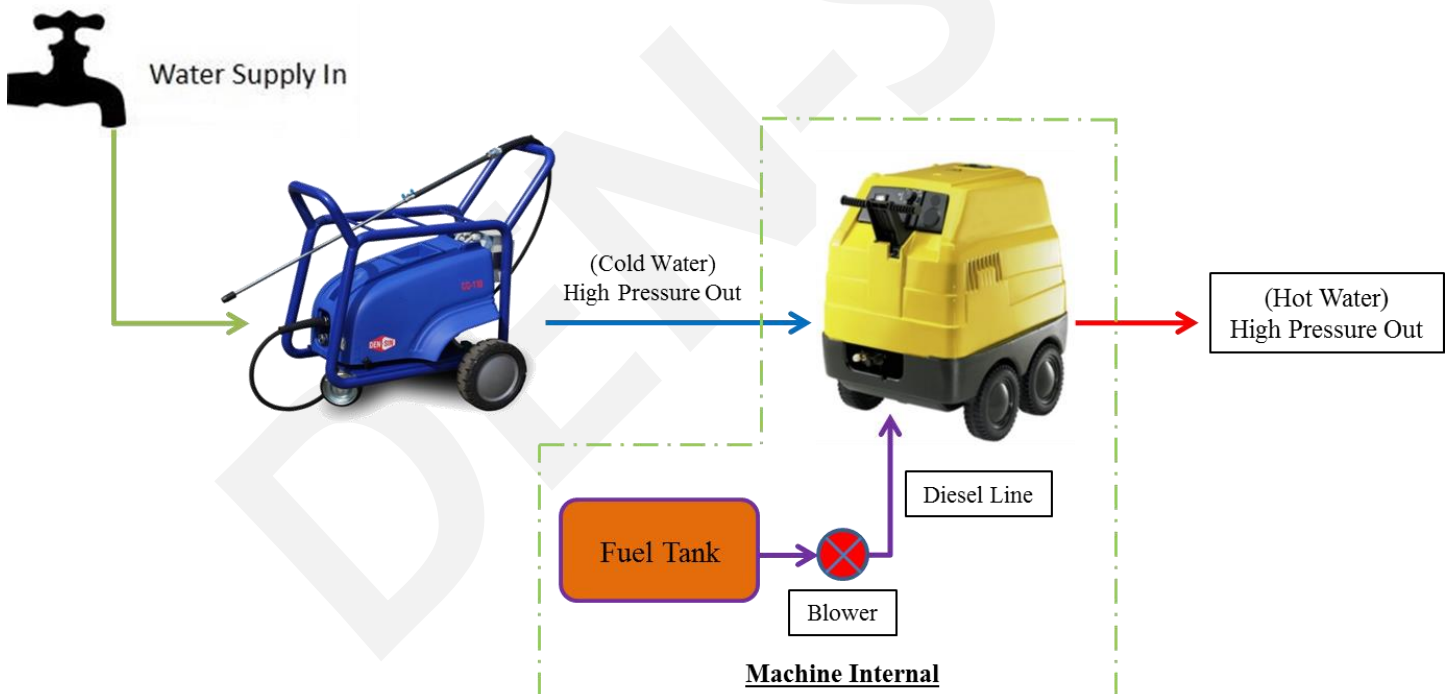 Water Supply In
(Cold Water)
High Pressure Out
(Hot Water)
High Pressure Out
Diesel Line
Fuel Tank
Blower
Machine Internal
DEN-S